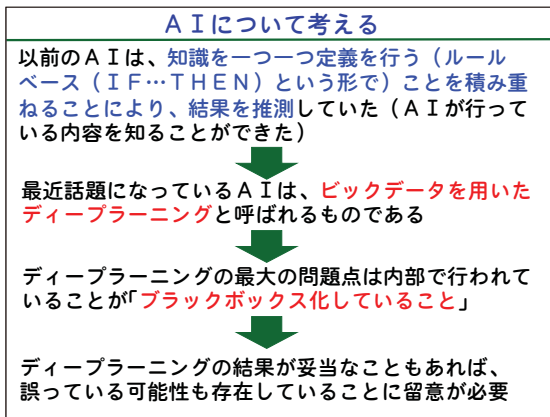 ＡＩについて考える
以前のＡＩは、知識を一つ一つ定義を行う（ルール
ベース（ＩＦ…ＴＨＥＮ）という形で）ことを積み重
ねることにより、結果を推測していた（ＡＩが行って
いる内容を知ることができた）
最近話題になっているＡＩは、ビックデータを用いた
ディープラーニングと呼ばれるものである
ディープラーニングの最大の問題点は内部で行われて
いることが「ブラックボックス化していること」
ディープラーニングの結果が妥当なこともあれば、
誤っている可能性も存在していることに留意が必要